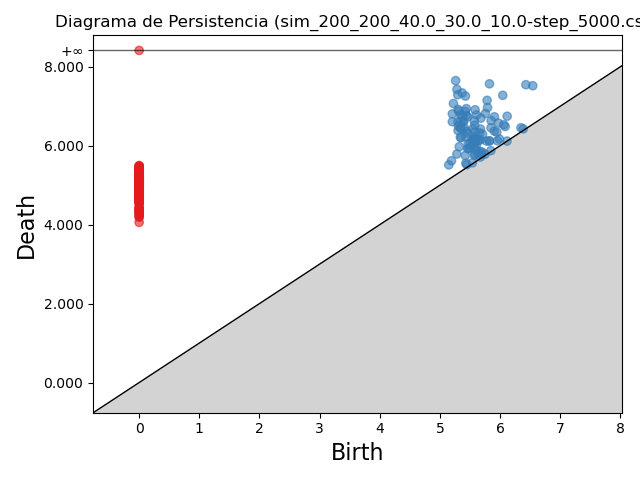 Diagrama de Persistencia (sim_200_200_40.0_30.0_10.0-step_5000.cs
+∞
8.000
6.000
4.000
2.000
0.000
Death
0 1 2 3 4 5 6 7 8
Birth